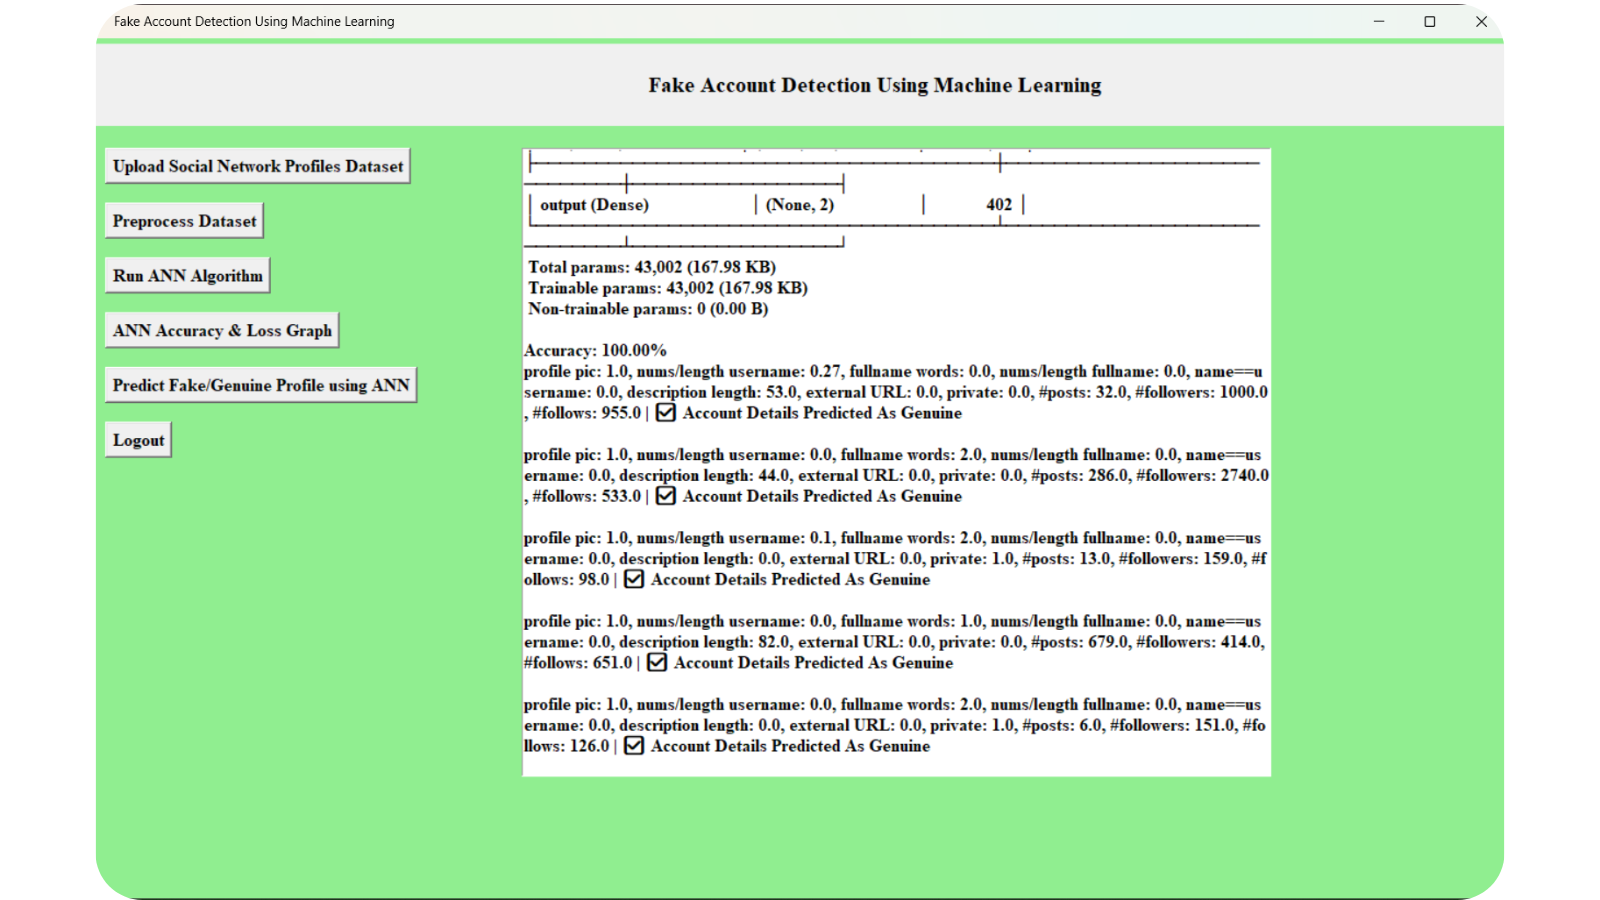 Fake Account Detection Using Machine Learning
Fake Account Detection Using Machine Learning
Upload Social Network Profiles Dataset
Preprocess Dataset
Run ANN Algorithm
ANN Accuracy & Loss Graph
Predict Fake/Genuine Profile using ANN
Logout
output (Dense) │ (None, 2) │ 402 │
Total params: 43,002 (167.98 KB)
Trainable params: 43,002 (167.98 KB)
Non-trainable params: 0 (0.00 B)
Accuracy: 100.00%
profile pic: 1.0, nums/length username: 0.27, fullname words: 0.0, nums/length fullname: 0.0, name==u
sername: 0.0, description length: 53.0, external URL: 0.0, private: 0.0, #posts: 32.0, #followers: 1000.0
, #follows: 955.0 | ☑ Account Details Predicted As Genuine
profile pic: 1.0, nums/length username: 0.0, fullname words: 2.0, nums/length fullname: 0.0, name==us
ername: 0.0, description length: 44.0, external URL: 0.0, private: 0.0, #posts: 286.0, #followers: 2740.0
, #follows: 533.0 | ☑ Account Details Predicted As Genuine
profile pic: 1.0, nums/length username: 0.1, fullname words: 2.0, nums/length fullname: 0.0, name==us
ername: 0.0, description length: 0.0, external URL: 0.0, private: 1.0, #posts: 13.0, #followers: 159.0, #f
ollows: 98.0 | ☑ Account Details Predicted As Genuine
profile pic: 1.0, nums/length username: 0.0, fullname words: 1.0, nums/length fullname: 0.0, name==us
ername: 0.0, description length: 82.0, external URL: 0.0, private: 0.0, #posts: 679.0, #followers: 414.0,
#follows: 651.0 | ☑ Account Details Predicted As Genuine
profile pic: 1.0, nums/length username: 0.0, fullname words: 2.0, nums/length fullname: 0.0, name==us
ername: 0.0, description length: 0.0, external URL: 0.0, private: 1.0, #posts: 6.0, #followers: 151.0, #fo
llows: 126.0 | ☑ Account Details Predicted As Genuine